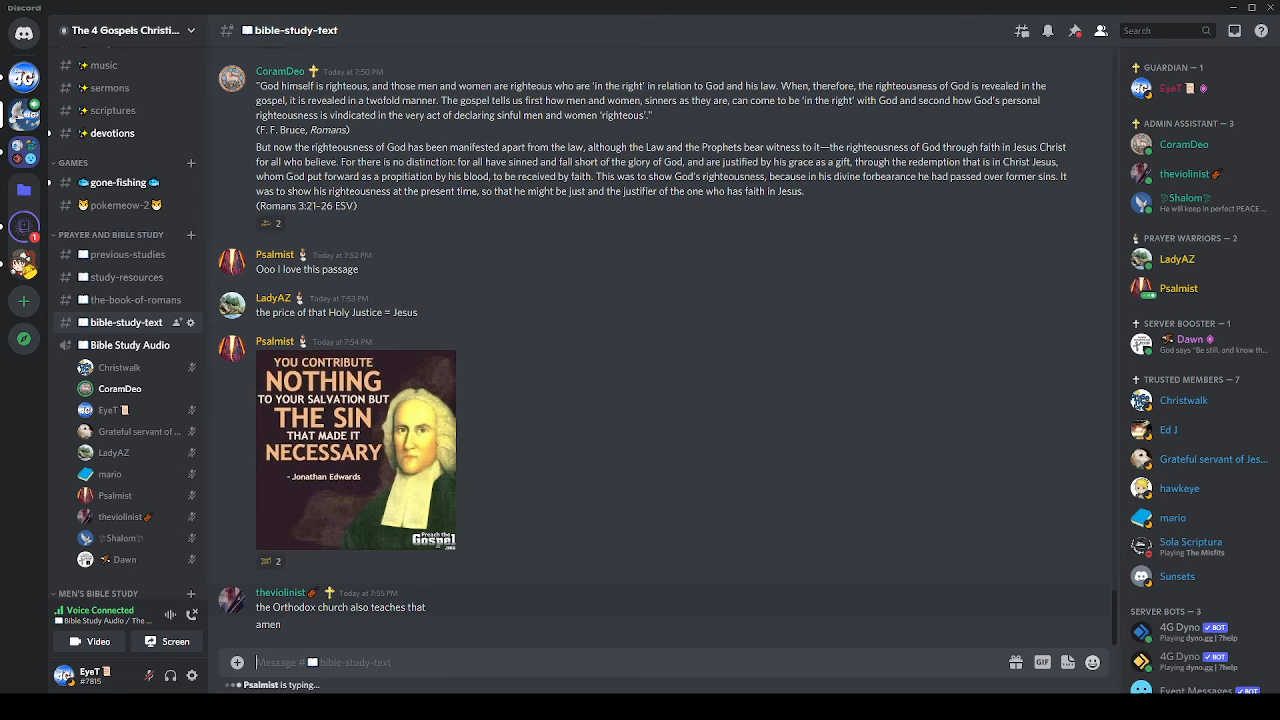 Discord
The 4 Gospels Christi...
bible-study-text
Search
music
sermons
scriptures
devotions
GAMES
gone-fishing
pokemeow-2
PRAYER AND BIBLE STUDY
previous-studies
study-resources
the-book-of-romans
bible-study-text
Bible Study Audio
Christwalk
CoramDeo
EyeT
Grateful servant of ...
LadyAZ
mario
Psalmist
theviolinist
Shalom
Dawn
MEN'S BIBLE STUDY
Voice Connected
Bible Study Audio / The ...
Video
Screen
EyeT
#7815
CoramDeo Today at 7:50 PM
"God himself is righteous, and those men and women are righteous who are 'in the right' in relation to God and his law. When, therefore, the righteousness of God is revealed in the
gospel, it is revealed in a twofold manner. The gospel tells us first how men and women, sinners as they are, can come to be 'in the right' with God and second how God's personal
righteousness is vindicated in the very act of declaring sinful men and women 'righteous'."
(F. F. Bruce, Romans)
But now the righteousness of God has been manifested apart from the law, although the Law and the Prophets bear witness to it—the righteousness of God through faith in Jesus Christ
for all who believe. For there is no distinction: for all have sinned and fall short of the glory of God, and are justified by his grace as a gift, through the redemption that is in Christ Jesus,
whom God put forward as a propitiation by his blood, to be received by faith. This was to show God's righteousness, because in his divine forbearance he had passed over former sins. It
was to show his righteousness at the present time, so that he might be just and the justifier of the one who has faith in Jesus.
(Romans 3:21-26 ESV)
2
Psalmist Today at 7:52 PM
Ooo I love this passage
LadyAZ Today at 7:53 PM
the price of that Holy Justice = Jesus
Psalmist Today at 7:54 PM
YOU CONTRIBUTE
NOTHING
TO YOUR SALVATION BUT
THE SIN
THAT MADE IT
NECESSARY
- Jonathan Edwards
Preach the
Gospel
.ORG
2
theviolinist Today at 7:55 PM
the Orthodox church also teaches that
amen
Message # bible-study-text
GIF
Psalmist is typing...
GUARDIAN — 1
EyeT
ADMIN ASSISTANT — 3
CoramDeo
theviolinist
Shalom
He will keep in perfect PEACE ...
PRAYER WARRIORS — 2
LadyAZ
Psalmist
SERVER BOOSTER — 1
Dawn
God says "Be still, and know th...
TRUSTED MEMBERS — 7
Christwalk
Ed J
Grateful servant of Jes...
hawkeye
mario
Sola Scriptura
Playing The Misfits
Sunsets
SERVER BOTS — 3
4G Dyno BOT
Playing dyno.gg | ?help
4G Dyno BOT
Playing dyno.gg | ?help
Event Messages BOT